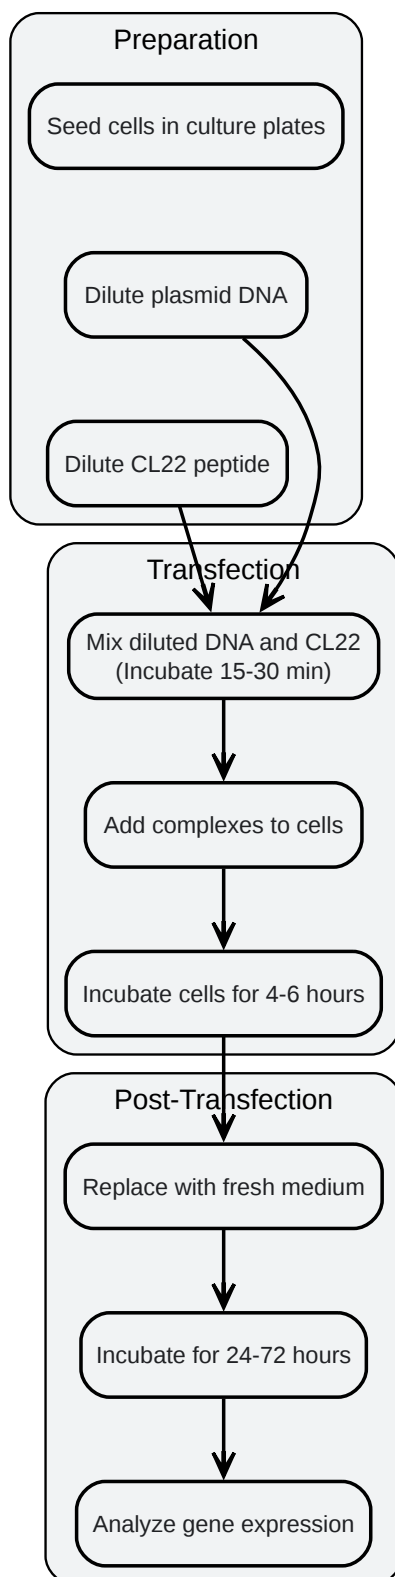 Preparation
Seed cells in culture plates
Dilute plasmid DNA
Dilute CL22 peptide
Transfection
Mix diluted DNA and CL22
(Incubate 15-30 min)
Add complexes to cells
Incubate cells for 4-6 hours
Post-Transfection
Replace with fresh medium
Incubate for 24-72 hours
Analyze gene expression